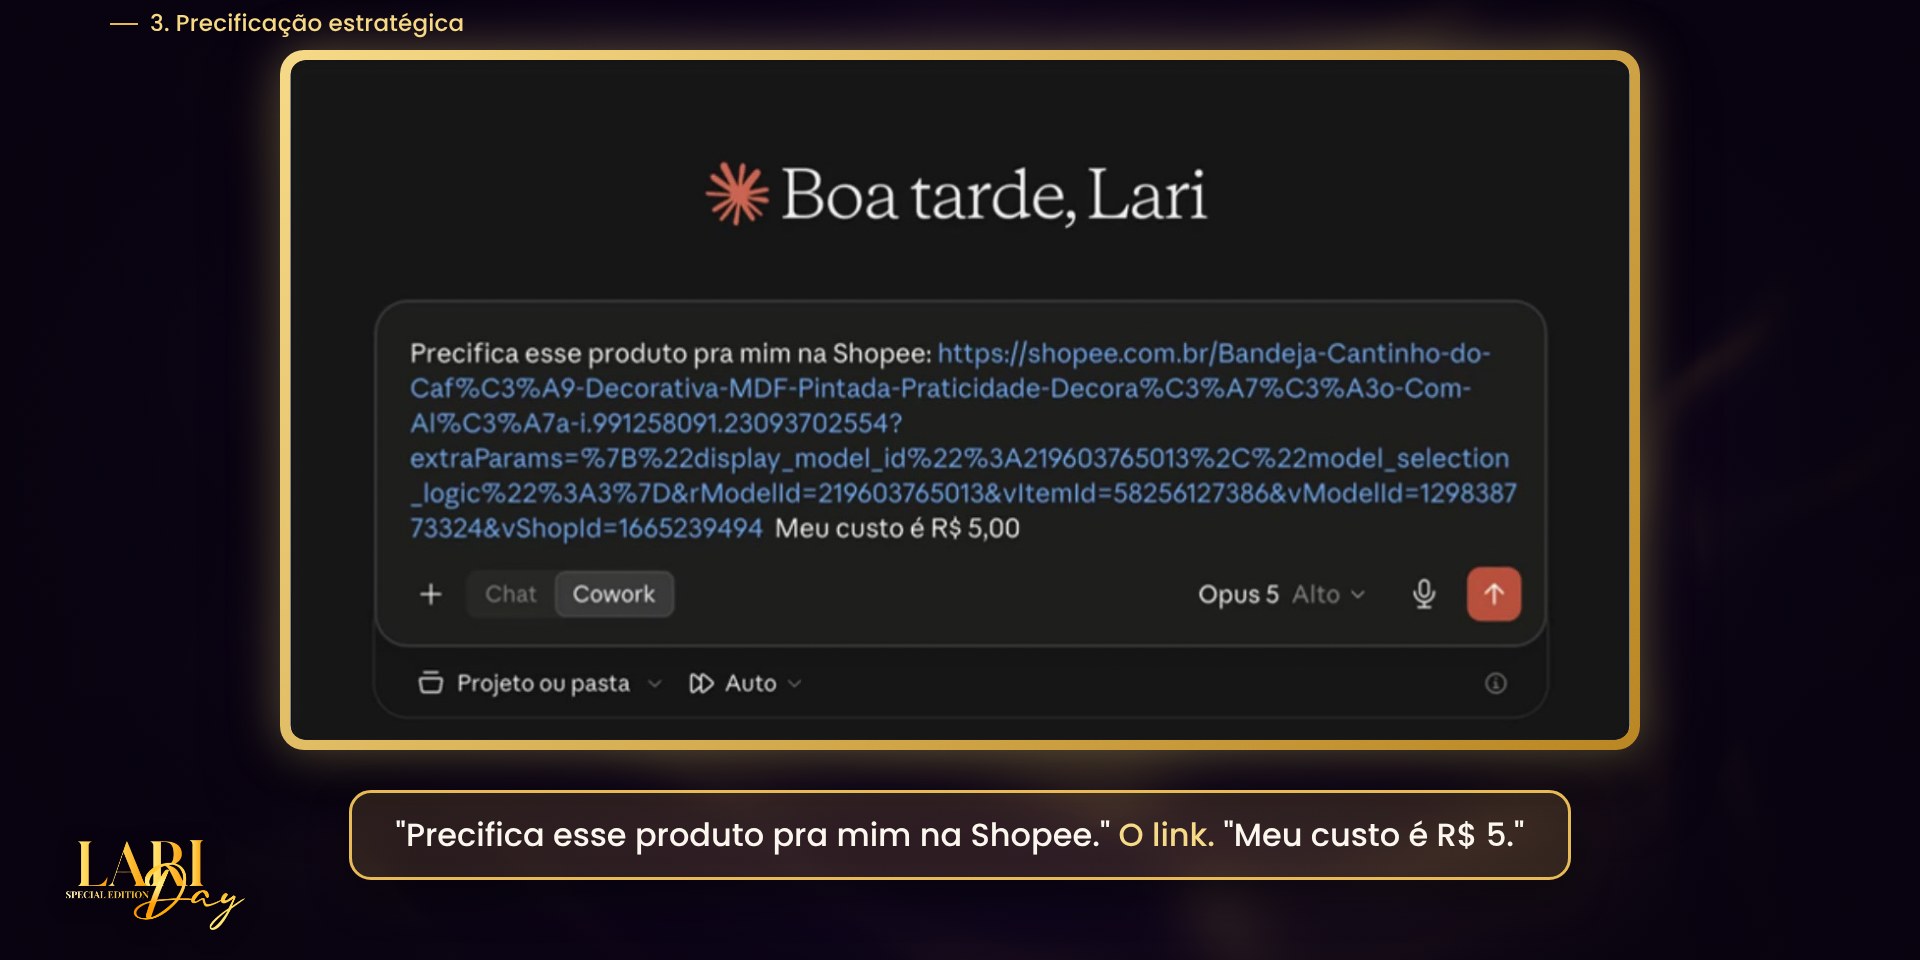 3. Precificação estratégica
Boa tarde, Lari
Precifica esse produto pra mim na Shopee: https://shopee.com.br/Bandeja-Cantinho-do-
Caf%C3%A9-Decorativa-MDF-Pintada-Praticidade-Decora%C3%A7%C3%A3o-Com-
Al%C3%A7a-i.991258091.23093702554?
extraParams=%7B%22display_model_id%22%3A219603765013%2C%22model_selection
_logic%22%3A3%7D&rModelId=219603765013&vItemId=58256127386&vModelId=1298387
73324&vShopId=1665239494 Meu custo é R$ 5,00
Chat Cowork Opus 5 Alto
Projeto ou pasta Auto
"Precifica esse produto pra mim na Shopee." O link. "Meu custo é R$ 5."
LARI
SPECIAL EDITION Day